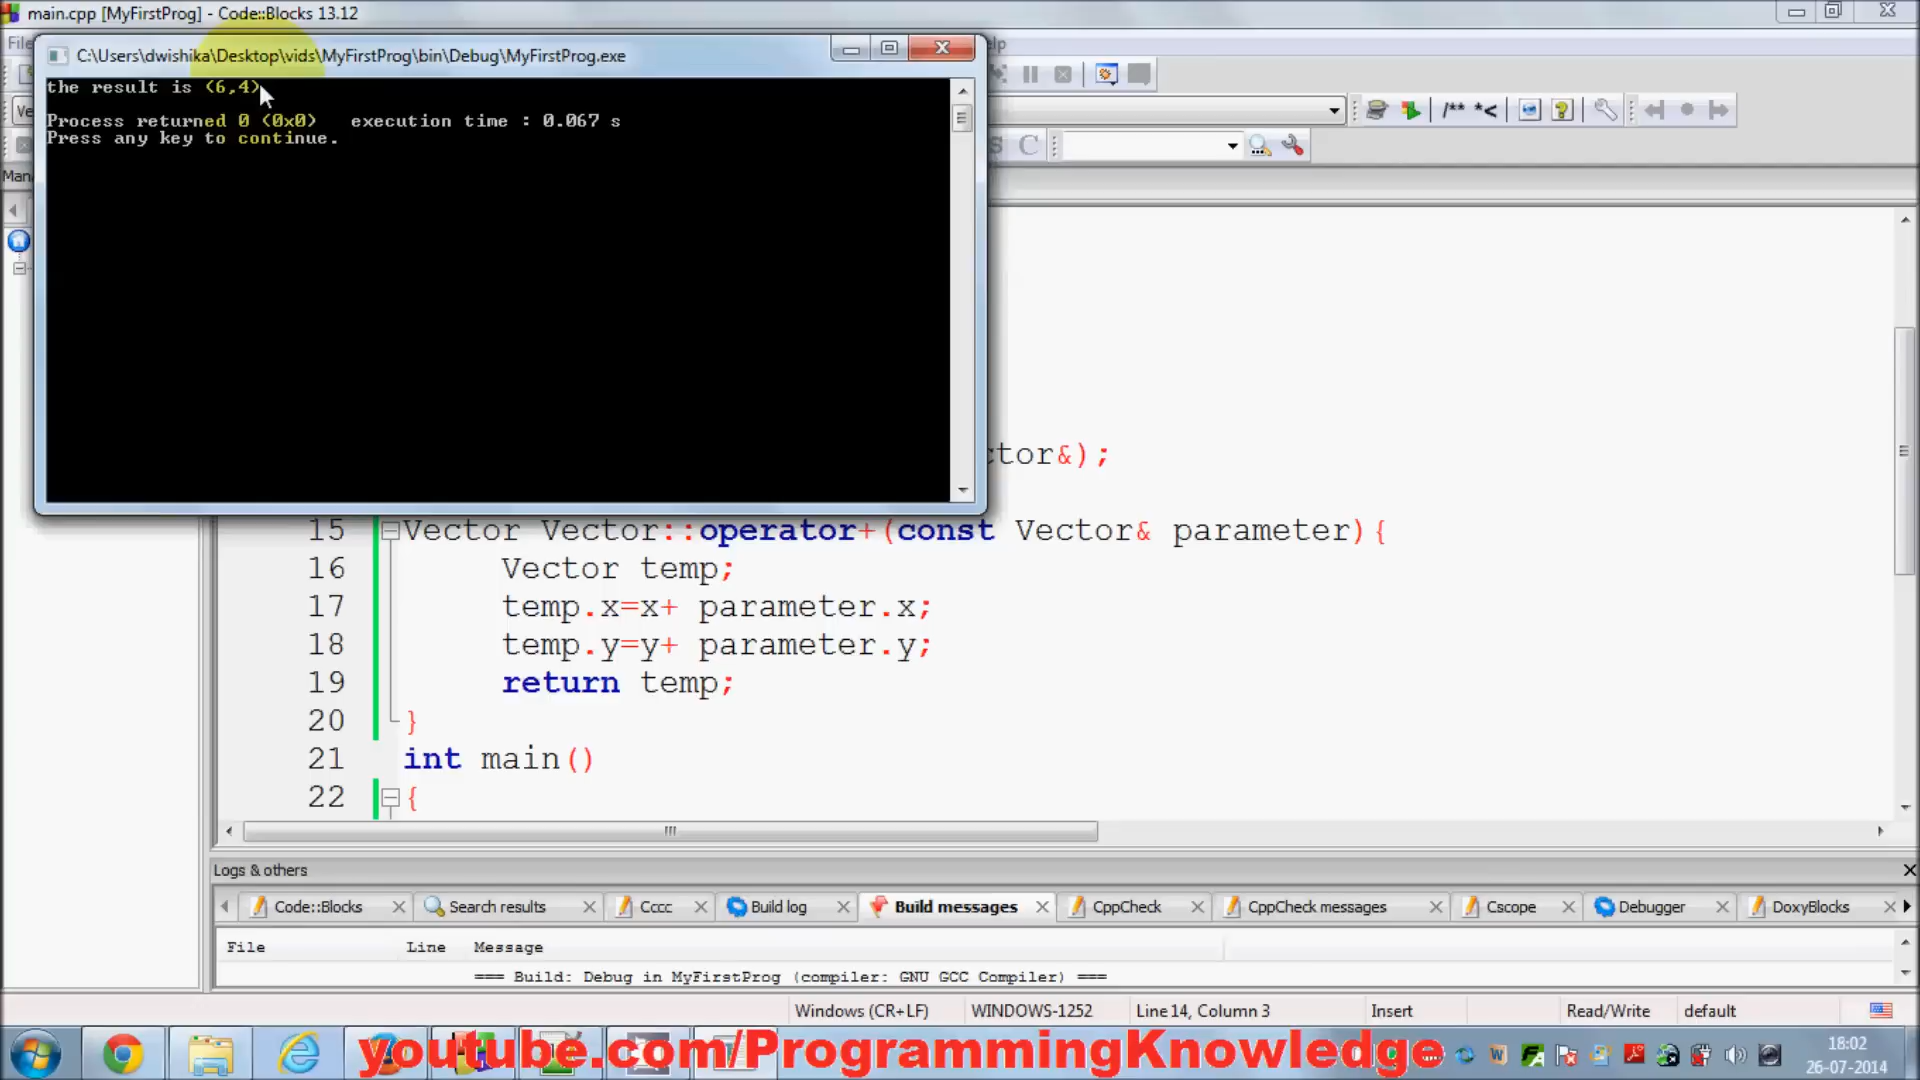 main.cpp [MyFirstProg] - Code::Blocks 13.12
C:\Users\dwishika\Desktop\vids\MyFirstProg\bin\Debug\MyFirstProg.exe
the result is (6,4)
Process returned 0 (0x0)   execution time : 0.067 s
Press any key to continue.
/** *<
C
ctor&);
15 Vector Vector::operator+(const Vector& parameter){
16 Vector temp;
17 temp.x=x+ parameter.x;
18 temp.y=y+ parameter.y;
19 return temp;
20 }
21 int main()
22 {
Logs & others
Code::Blocks Search results Cccc Build log Build messages CppCheck CppCheck messages Cscope Debugger DoxyBlocks
File Line Message
=== Build: Debug in MyFirstProg (compiler: GNU GCC Compiler) ===
Windows (CR+LF) WINDOWS-1252 Line 14, Column 3 Insert Read/Write default
youtube.com/ProgrammingKnowledge
18:02
26-07-2014